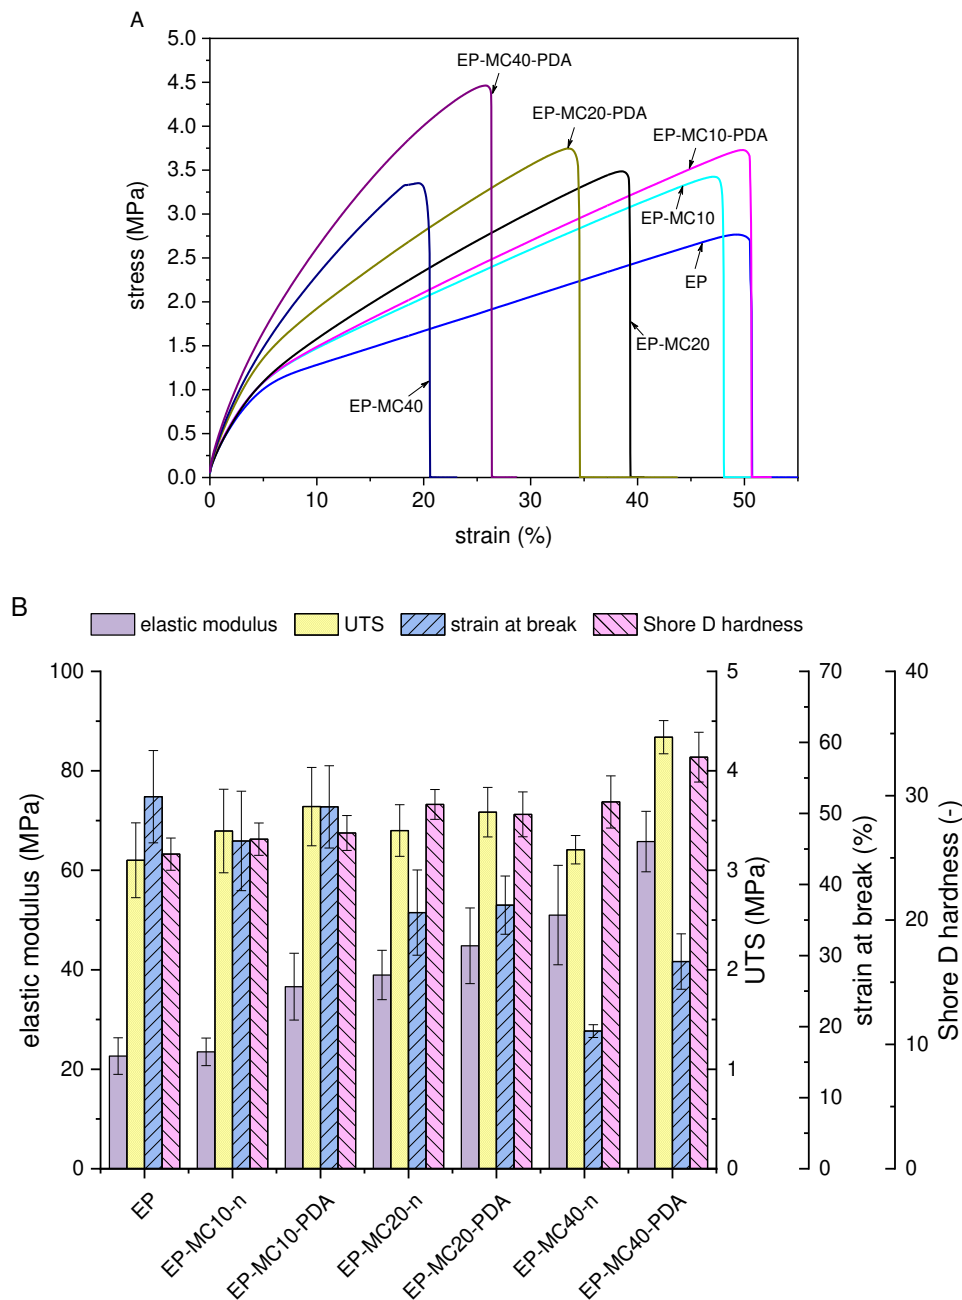 A
5.0
4.5
4.0
3.5
3.0
2.5
2.0
1.5
1.0
0.5
0.0
stress (MPa)
EP-MC40-PDA
EP-MC20-PDA
EP-MC10-PDA
EP-MC10
EP
EP-MC20
EP-MC40
0 10 20 30 40 50
strain (%)
B
elastic modulus UTS strain at break Shore D hardness
100
80
60
40
20
0
elastic modulus (MPa)
5
4
3
2
1
0
UTS (MPa)
70
60
50
40
30
20
10
0
strain at break (%)
40
30
20
10
0
Shore D hardness (-)
EP
EP-MC10-n
EP-MC10-PDA
EP-MC20-n
EP-MC20-PDA
EP-MC40-n
EP-MC40-PDA